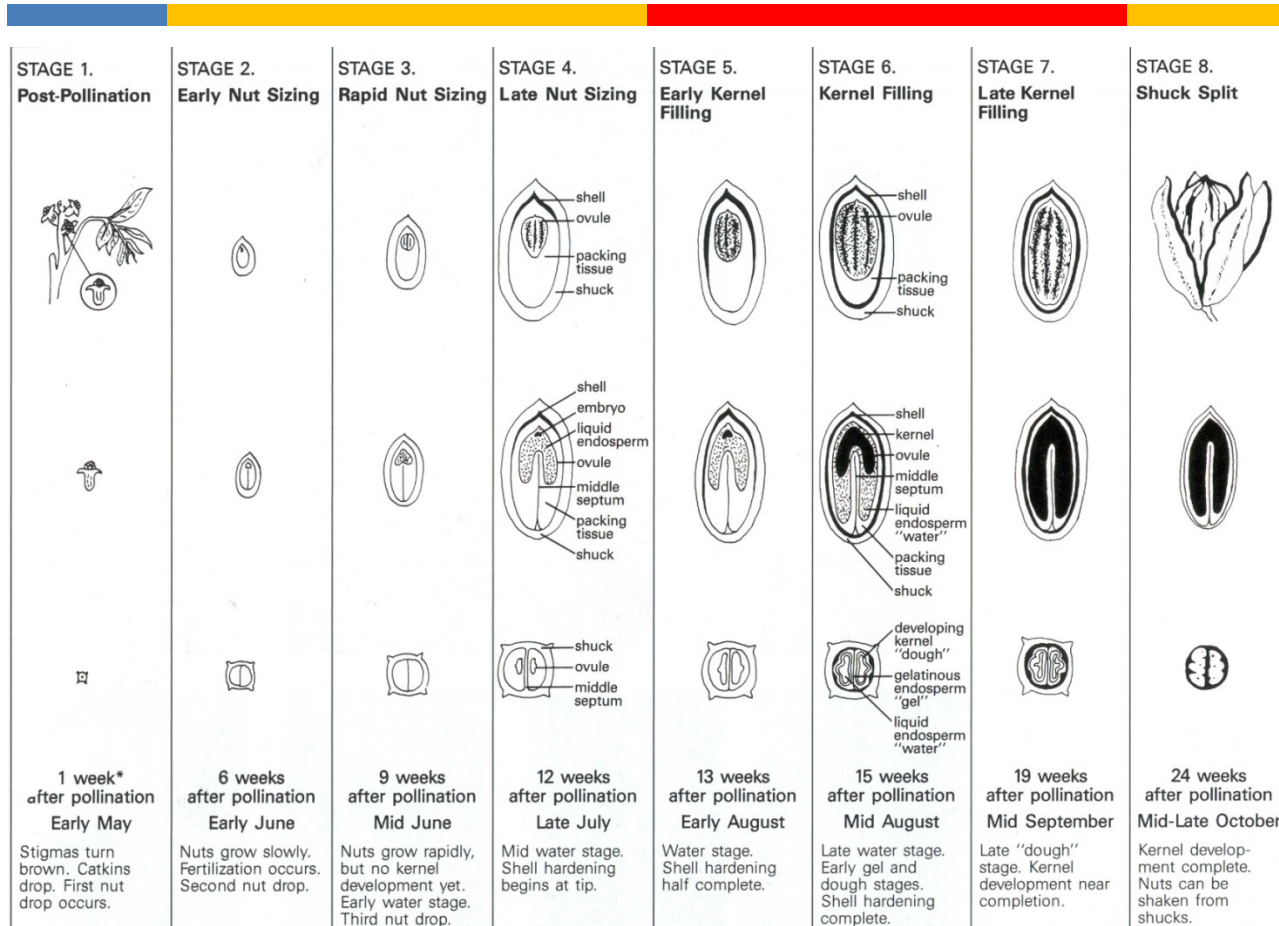 STAGE 1.
Post-Pollination
1 week*
after pollination
Early May
Stigmas turn
brown. Catkins
drop. First nut
drop occurs.
STAGE 2.
Early Nut Sizing
6 weeks
after pollination
Early June
Nuts grow slowly.
Fertilization occurs.
Second nut drop.
STAGE 3.
Rapid Nut Sizing
9 weeks
after pollination
Mid June
Nuts grow rapidly,
but no kernel
development yet.
Early water stage.
Third nut drop.
STAGE 4.
Late Nut Sizing
shell
ovule
packing
tissue
shuck
shell
embryo
liquid
endosperm
ovule
middle
septum
packing
tissue
shuck
shuck
ovule
middle
septum
12 weeks
after pollination
Late July
Mid water stage.
Shell hardening
begins at tip.
STAGE 5.
Early Kernel
Filling
13 weeks
after pollination
Early August
Water stage.
Shell hardening
half complete.
STAGE 6.
Kernel Filling
shell
ovule
packing
tissue
shuck
shell
kernel
ovule
middle
septum
liquid
endosperm
"water"
packing
tissue
shuck
developing
kernel
"dough"
gelatinous
endosperm
"gel"
liquid
endosperm
"water"
15 weeks
after pollination
Mid August
Late water stage.
Early gel and
dough stages.
Shell hardening
complete.
STAGE 7.
Late Kernel
Filling
19 weeks
after pollination
Mid September
Late "dough"
stage. Kernel
development near
completion.
STAGE 8.
Shuck Split
24 weeks
after pollination
Mid-Late October
Kernel develop-
ment complete.
Nuts can be
shaken from
shucks.